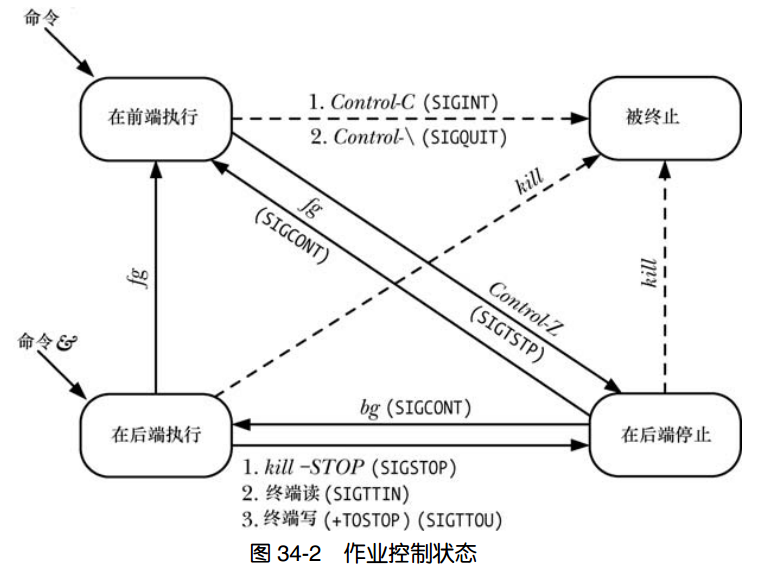 命令
在前端执行
1. Control-C (SIGINT)
2. Control-\ (SIGQUIT)
被终止
kill
fg
(SIGCONT)
fg
kill
Control-Z
(SIGTSTP)
命令 &
在后端执行
bg (SIGCONT)
在后端停止
1. kill –STOP (SIGSTOP)
2. 终端读 (SIGTTIN)
3. 终端写 (+TOSTOP) (SIGTTOU)
图 34-2 作业控制状态